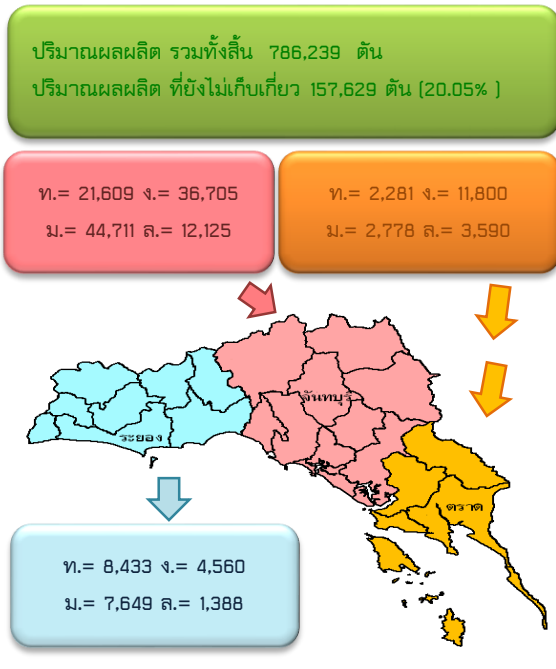 ปริมาณผลผลิต รวมทั้งสิ้น 786,239 ตัน
ปริมาณผลผลิต ที่ยังไม่เก็บเกี่ยว 157,629 ตัน (20.05% )
ท.= 21,609 ง.= 36,705
ม.= 44,711 ล.= 12,125
ท.= 2,281 ง.= 11,800
ม.= 2,778 ล.= 3,590
จันทบุรี
ระยอง
ตราด
ท.= 8,433 ง.= 4,560
ม.= 7,649 ล.= 1,388